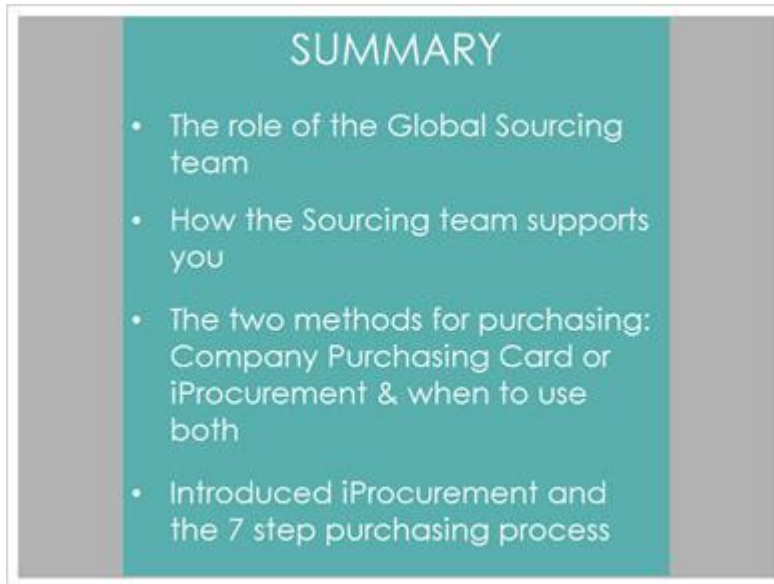 SUMMARY
• The role of the Global Sourcing
team
• How the Sourcing team supports
you
• The two methods for purchasing:
Company Purchasing Card or
iProcurement & when to use
both
• Introduced iProcurement and
the 7 step purchasing process